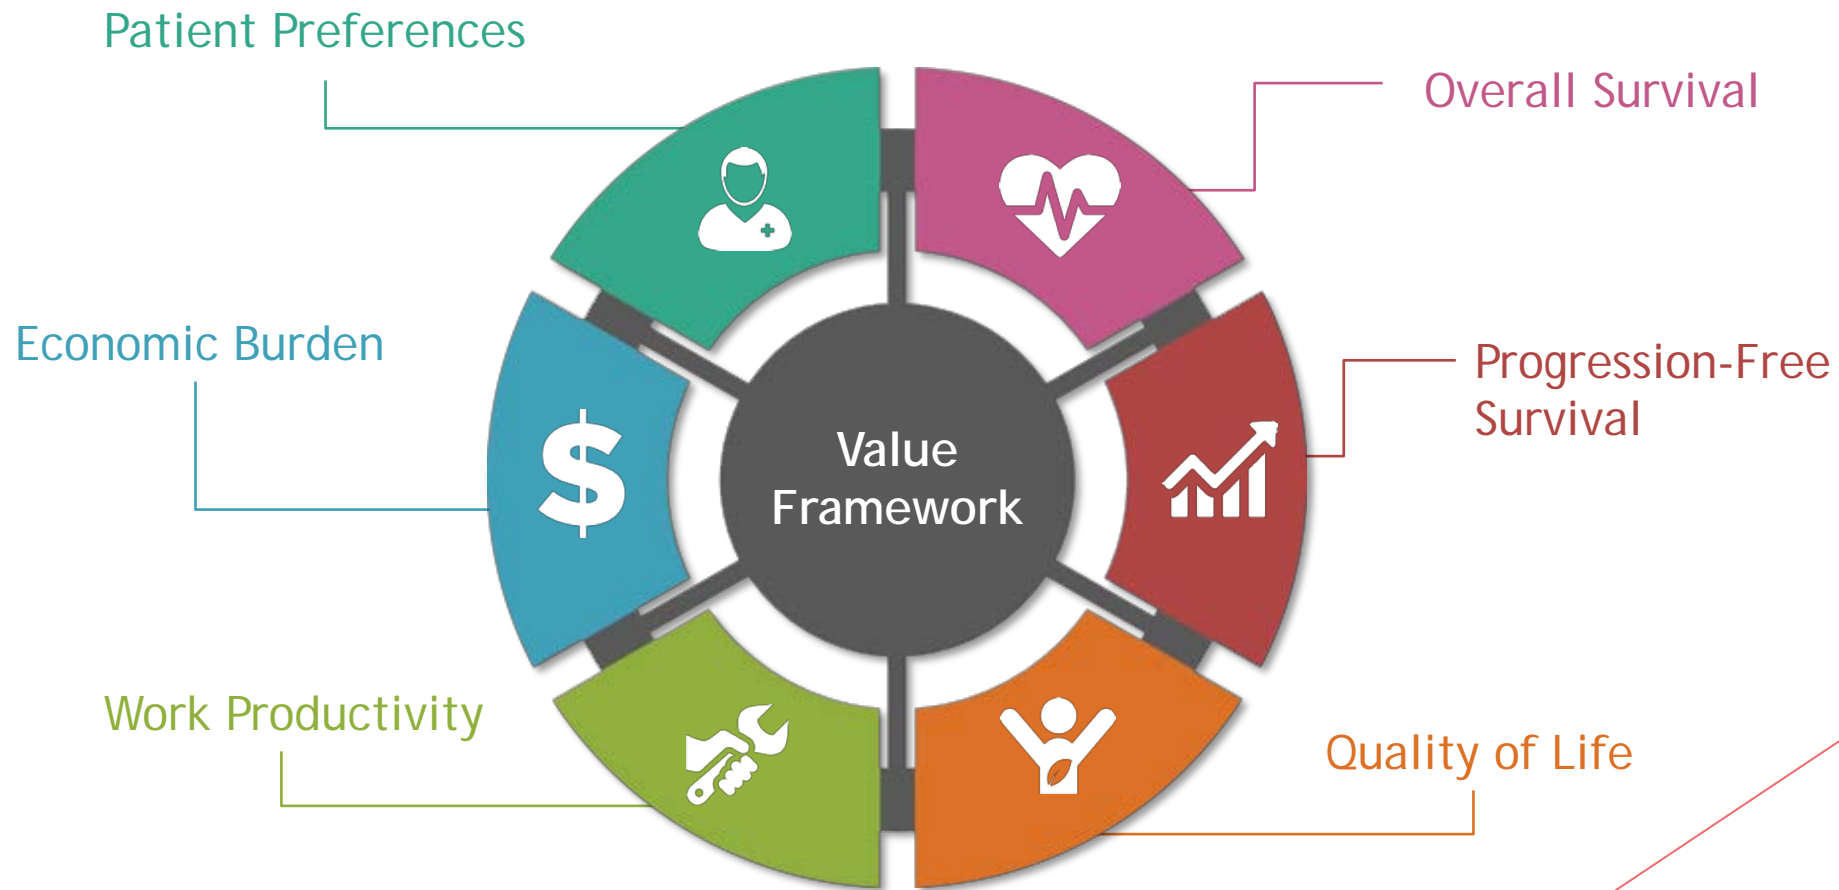 Patient Preferences
Overall Survival
Economic Burden
Progression-Free
Survival
Value
Framework
Work Productivity
Quality of Life